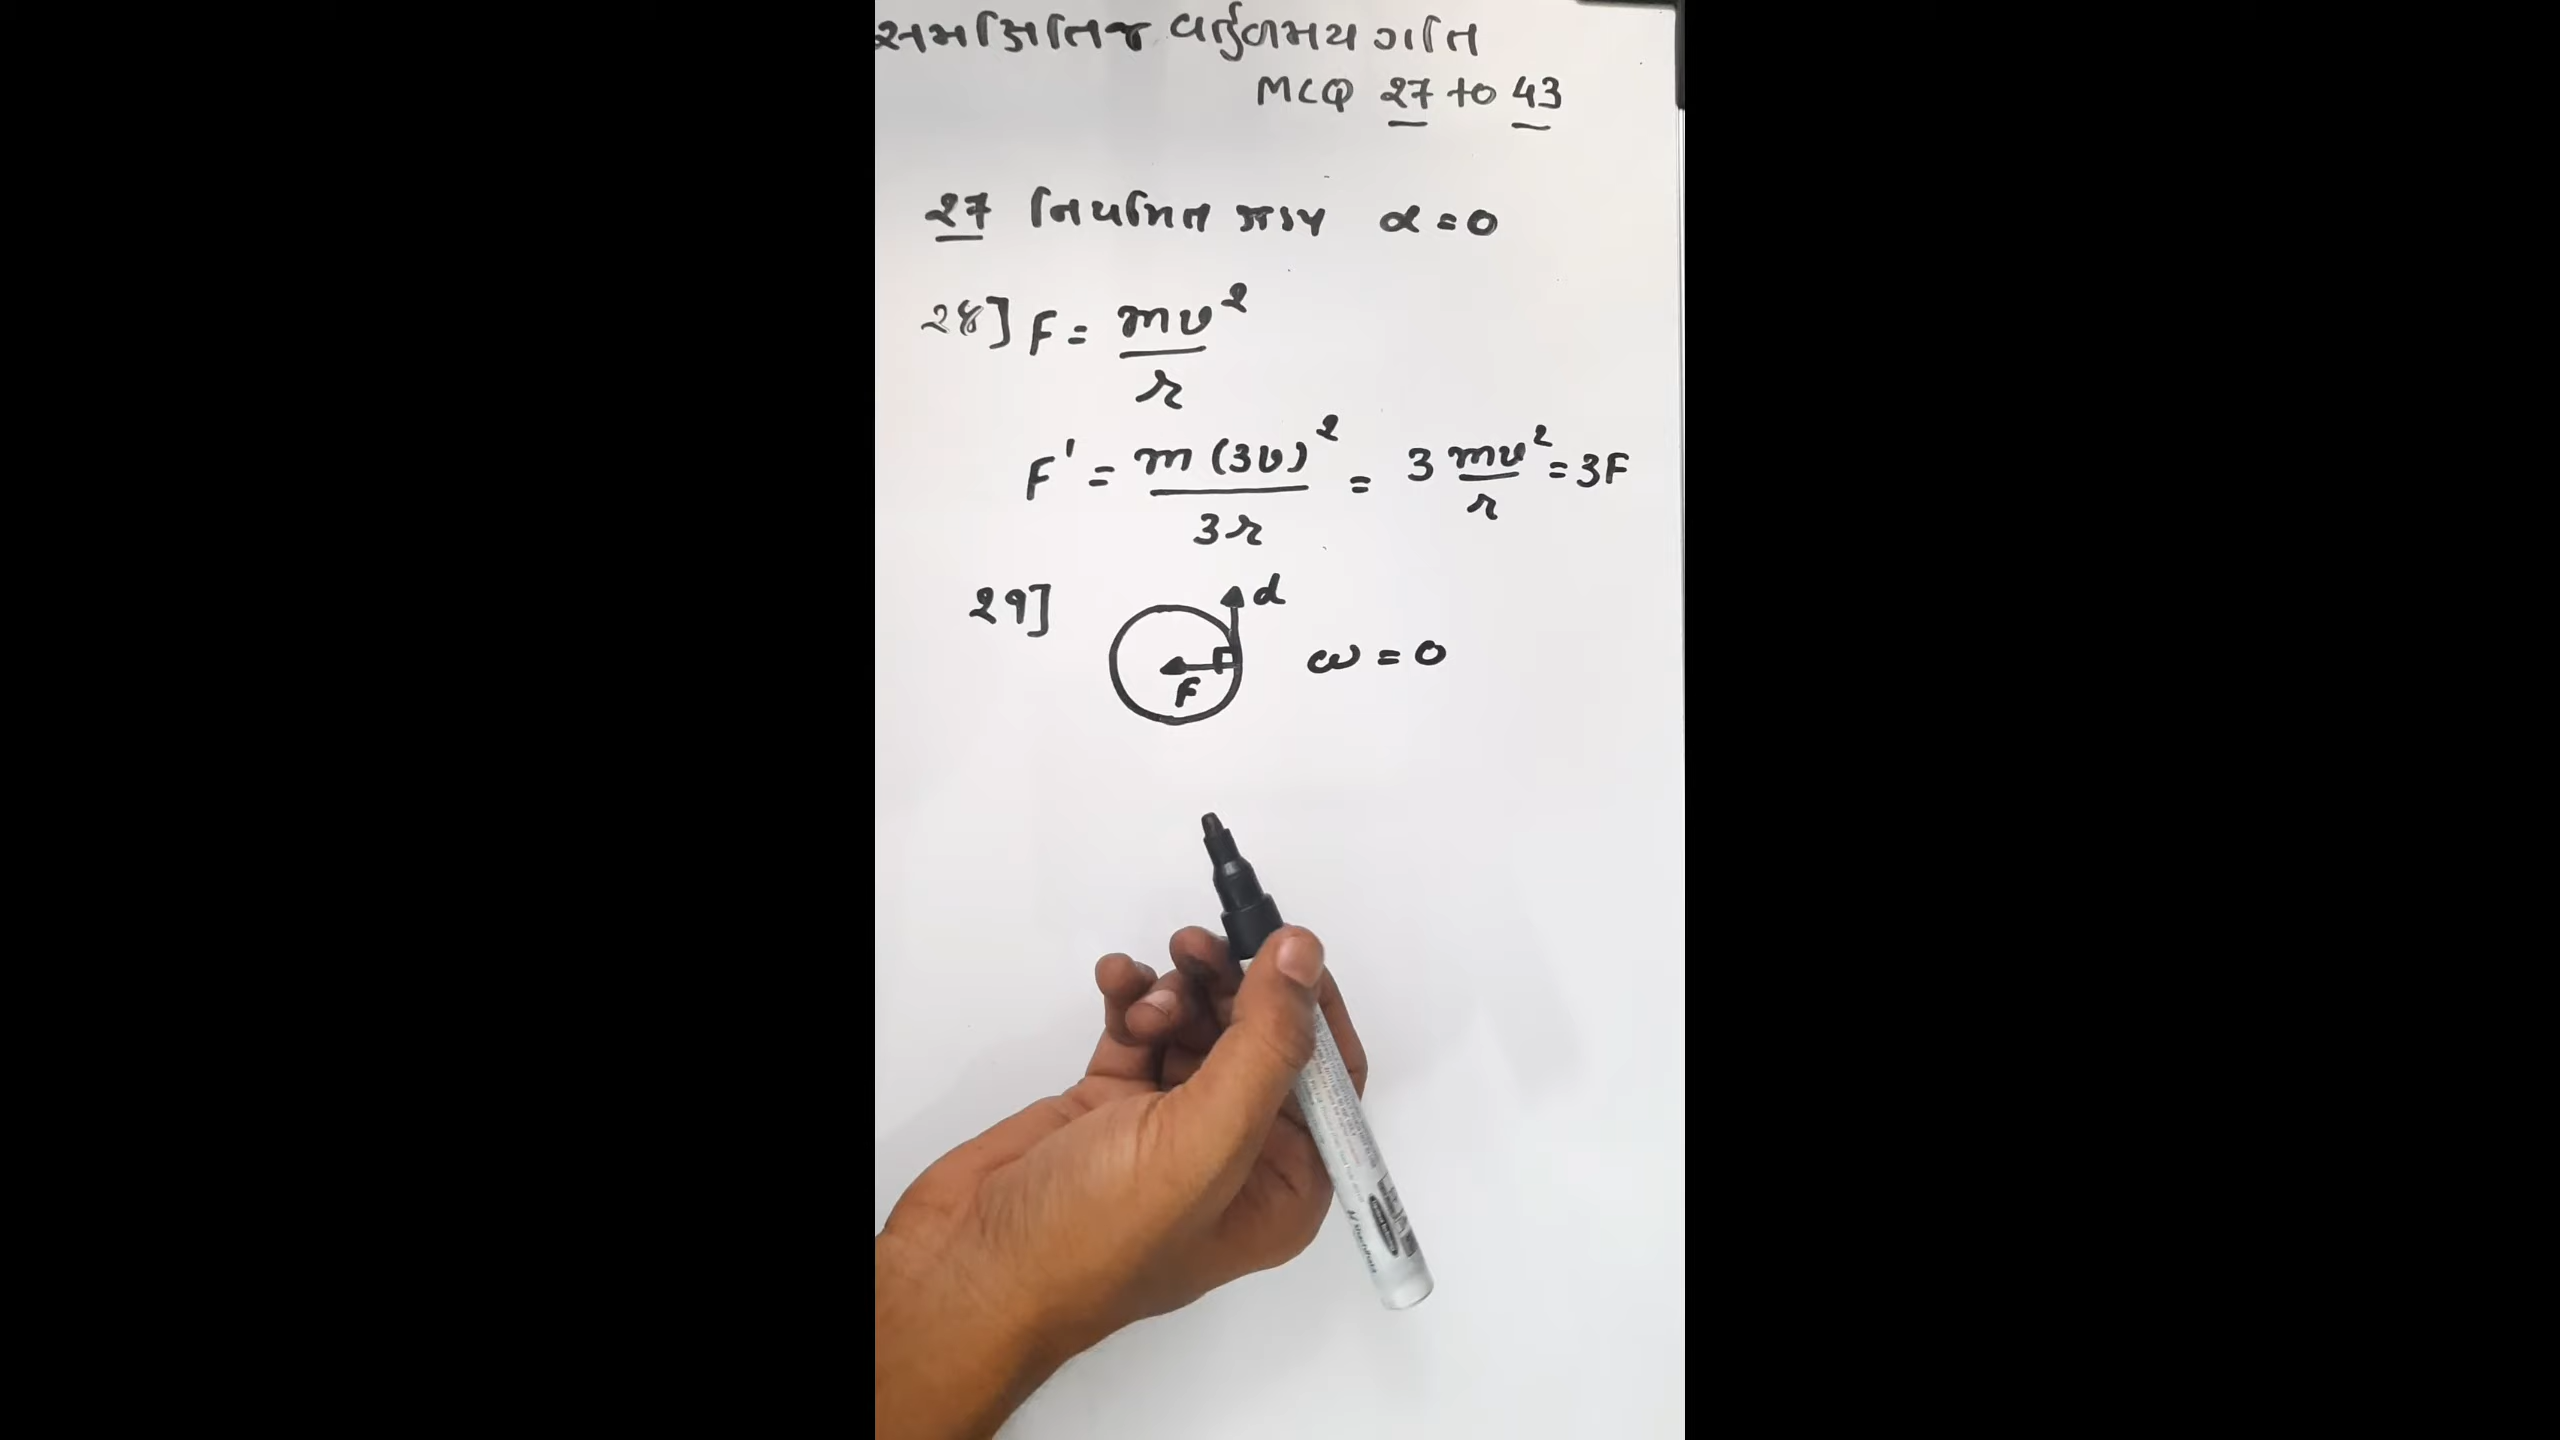 સમક્ષિતિજ વર્તુળમય ગતિ
MCQ 27 to 43
27 નિયમિત ઝડપ α = 0
28] F = mv² / r
F' = m (3v)² / 3r = 3 mv² / r = 3F
29] d
F
ω = 0